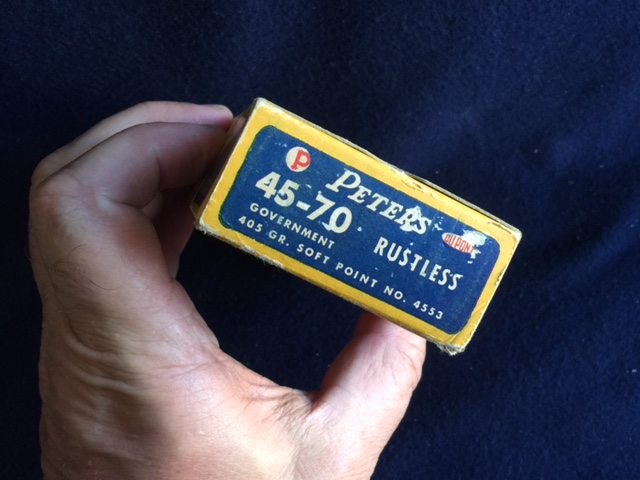 P PETERS DU PONT
45-70 RUSTLESS
GOVERNMENT
405 GR. SOFT POINT NO. 4553